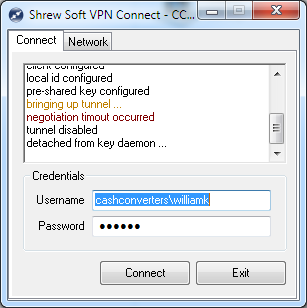 Shrew Soft VPN Connect - CC...
Connect
Network
client configured
local id configured
pre-shared key configured
bringing up tunnel ...
negotiation timout occurred
tunnel disabled
detached from key daemon ...
Credentials
Username
cashconverters\williamk
Password
●●●●●●
Connect
Exit